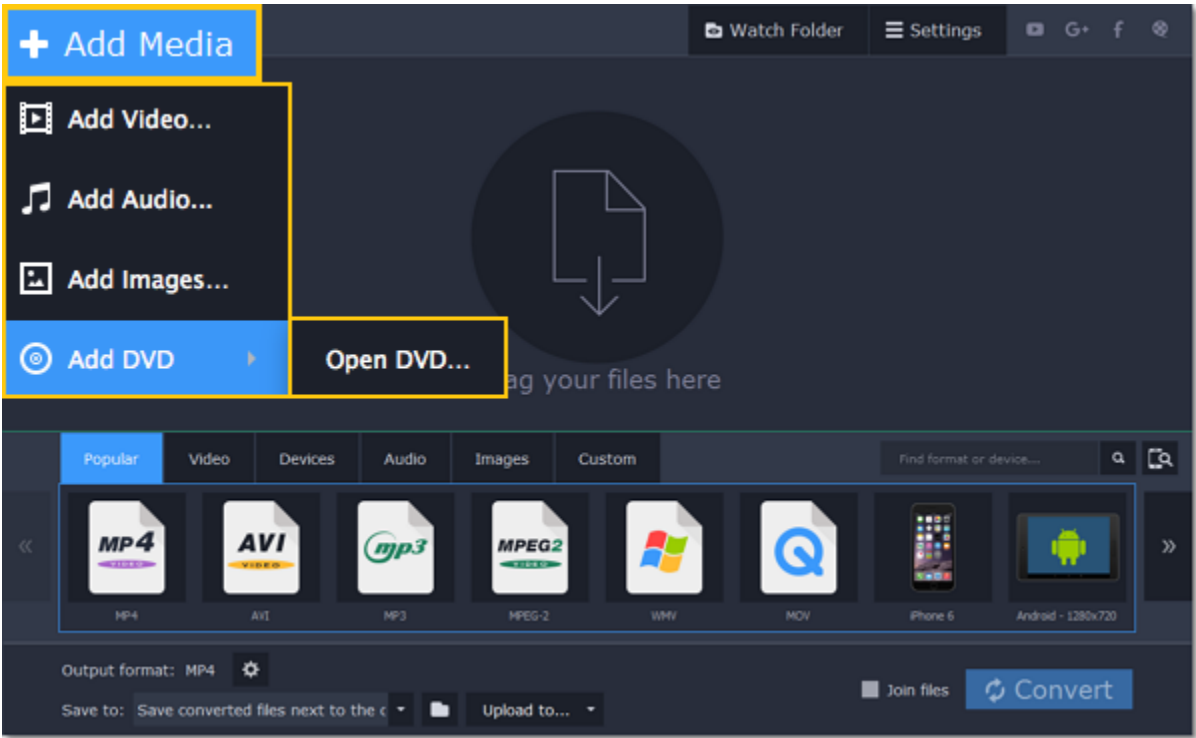 Add Media
Watch Folder
Settings
G+
f
Add Video...
Add Audio...
Add Images...
Add DVD
Open DVD...
ag your files here
Popular Video Devices Audio Images Custom
Find format or device...
MP4 VIDEO
AVI VIDEO
mp3
MPEG2 VIDEO
MP4 AVI MP3 MPEG-2 WMV MOV iPhone 6 Android - 1280x720
Output format: MP4
Join files
Convert
Save to: Save converted files next to the
Upload to...